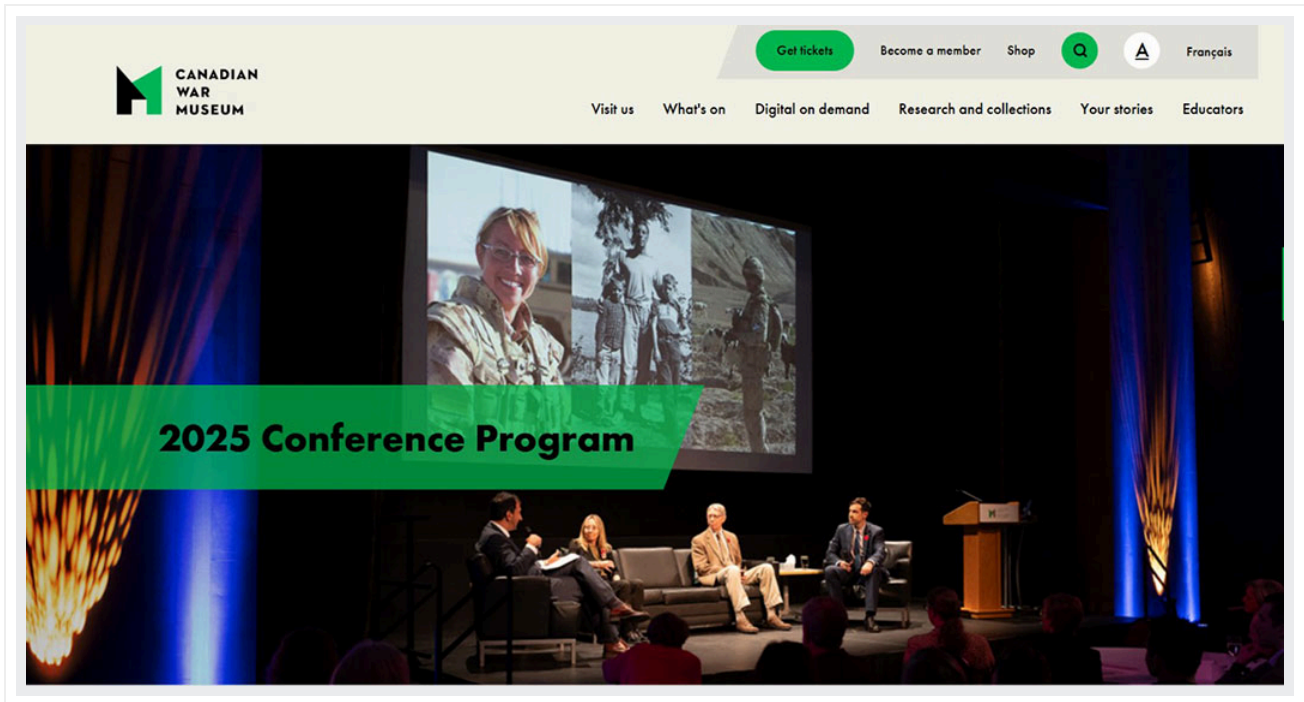 Get tickets
Become a member
Shop
A
Français
CANADIAN
WAR
MUSEUM
Visit us
What's on
Digital on demand
Research and collections
Your stories
Educators
2025 Conference Program